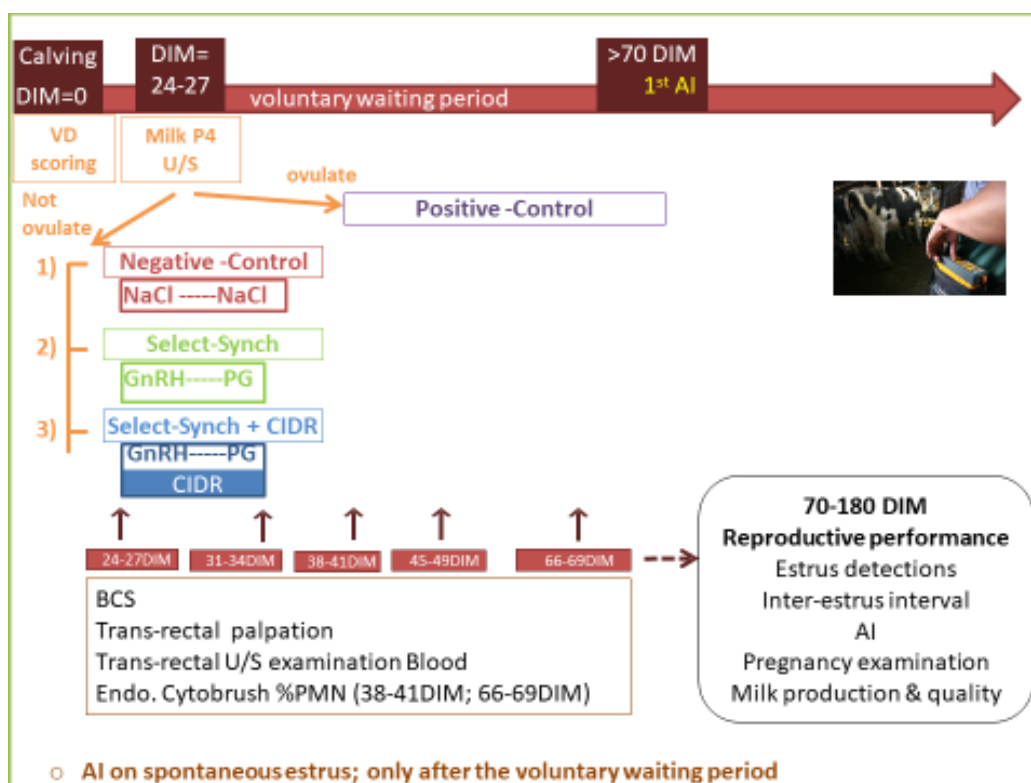 Calving
DIM=0
DIM=
24-27
voluntary waiting period
>70 DIM
1st AI
VD
scoring
Milk P4
U/S
ovulate
Not
ovulate
Positive -Control
1)
Negative -Control
NaCl -----NaCl
2)
Select-Synch
GnRH-----PG
3)
Select-Synch + CIDR
GnRH-----PG
CIDR
24-27DIM
31-34DIM
38-41DIM
45-49DIM
66-69DIM
BCS
Trans-rectal palpation
Trans-rectal U/S examination Blood
Endo. Cytobrush %PMN (38-41DIM; 66-69DIM)
70-180 DIM
Reproductive performance
Estrus detections
Inter-estrus interval
AI
Pregnancy examination
Milk production & quality
○ AI on spontaneous estrus; only after the voluntary waiting period